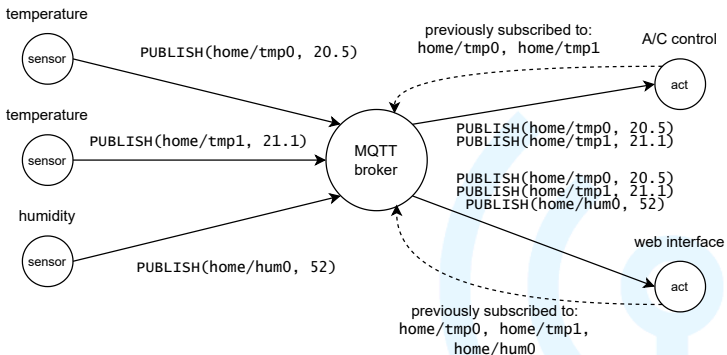 temperature
sensor
PUBLISH(home/tmp0, 20.5)
temperature
sensor
PUBLISH(home/tmp1, 21.1)
humidity
sensor
PUBLISH(home/hum0, 52)
MQTT
broker
previously subscribed to:
home/tmp0, home/tmp1
A/C control
act
PUBLISH(home/tmp0, 20.5)
PUBLISH(home/tmp1, 21.1)
PUBLISH(home/tmp0, 20.5)
PUBLISH(home/tmp1, 21.1)
PUBLISH(home/hum0, 52)
web interface
act
previously subscribed to:
home/tmp0, home/tmp1,
home/hum0